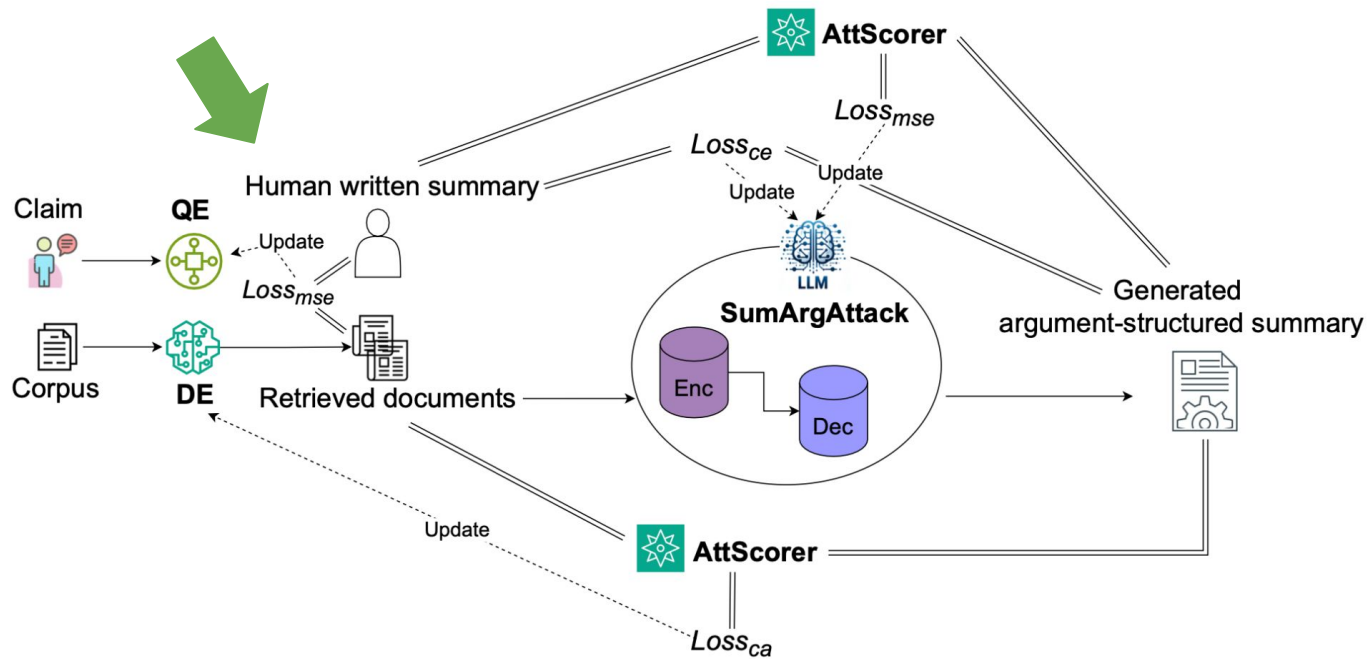 AttScorer
Loss_mse
Loss_ce
Update
Update
Human written summary
Claim
QE
Update
Loss_mse
LLM
SumArgAttack
Generated
argument-structured summary
Enc
Dec
Corpus
DE
Retrieved documents
Update
AttScorer
Loss_ca